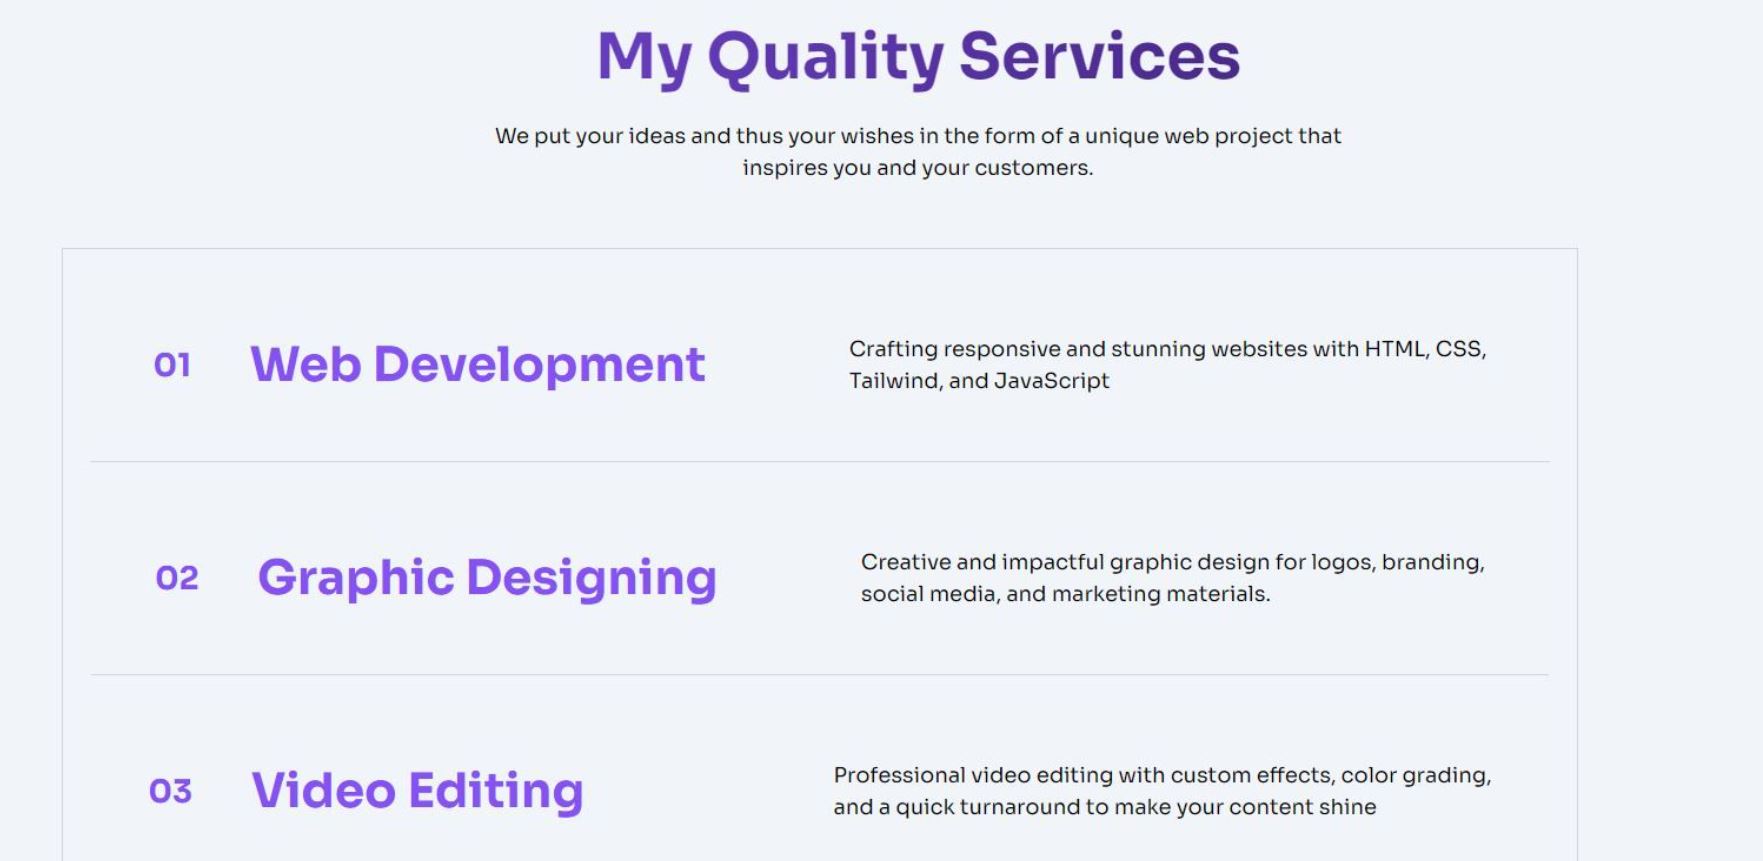 My Quality Services
We put your ideas and thus your wishes in the form of a unique web project that
inspires you and your customers.
01 Web Development
Crafting responsive and stunning websites with HTML, CSS,
Tailwind, and JavaScript
02 Graphic Designing
Creative and impactful graphic design for logos, branding,
social media, and marketing materials.
03 Video Editing
Professional video editing with custom effects, color grading,
and a quick turnaround to make your content shine